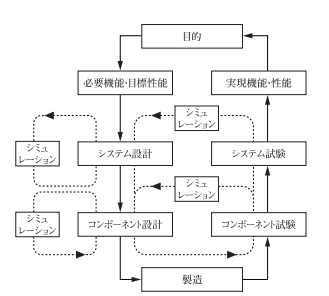 目的
必要機能・目標性能
実現機能・性能
シミュ
レーション
シミュ
レーション
システム設計
システム試験
シミュ
レーション
シミュ
レーション
コンポーネント設計
コンポーネント試験
製造